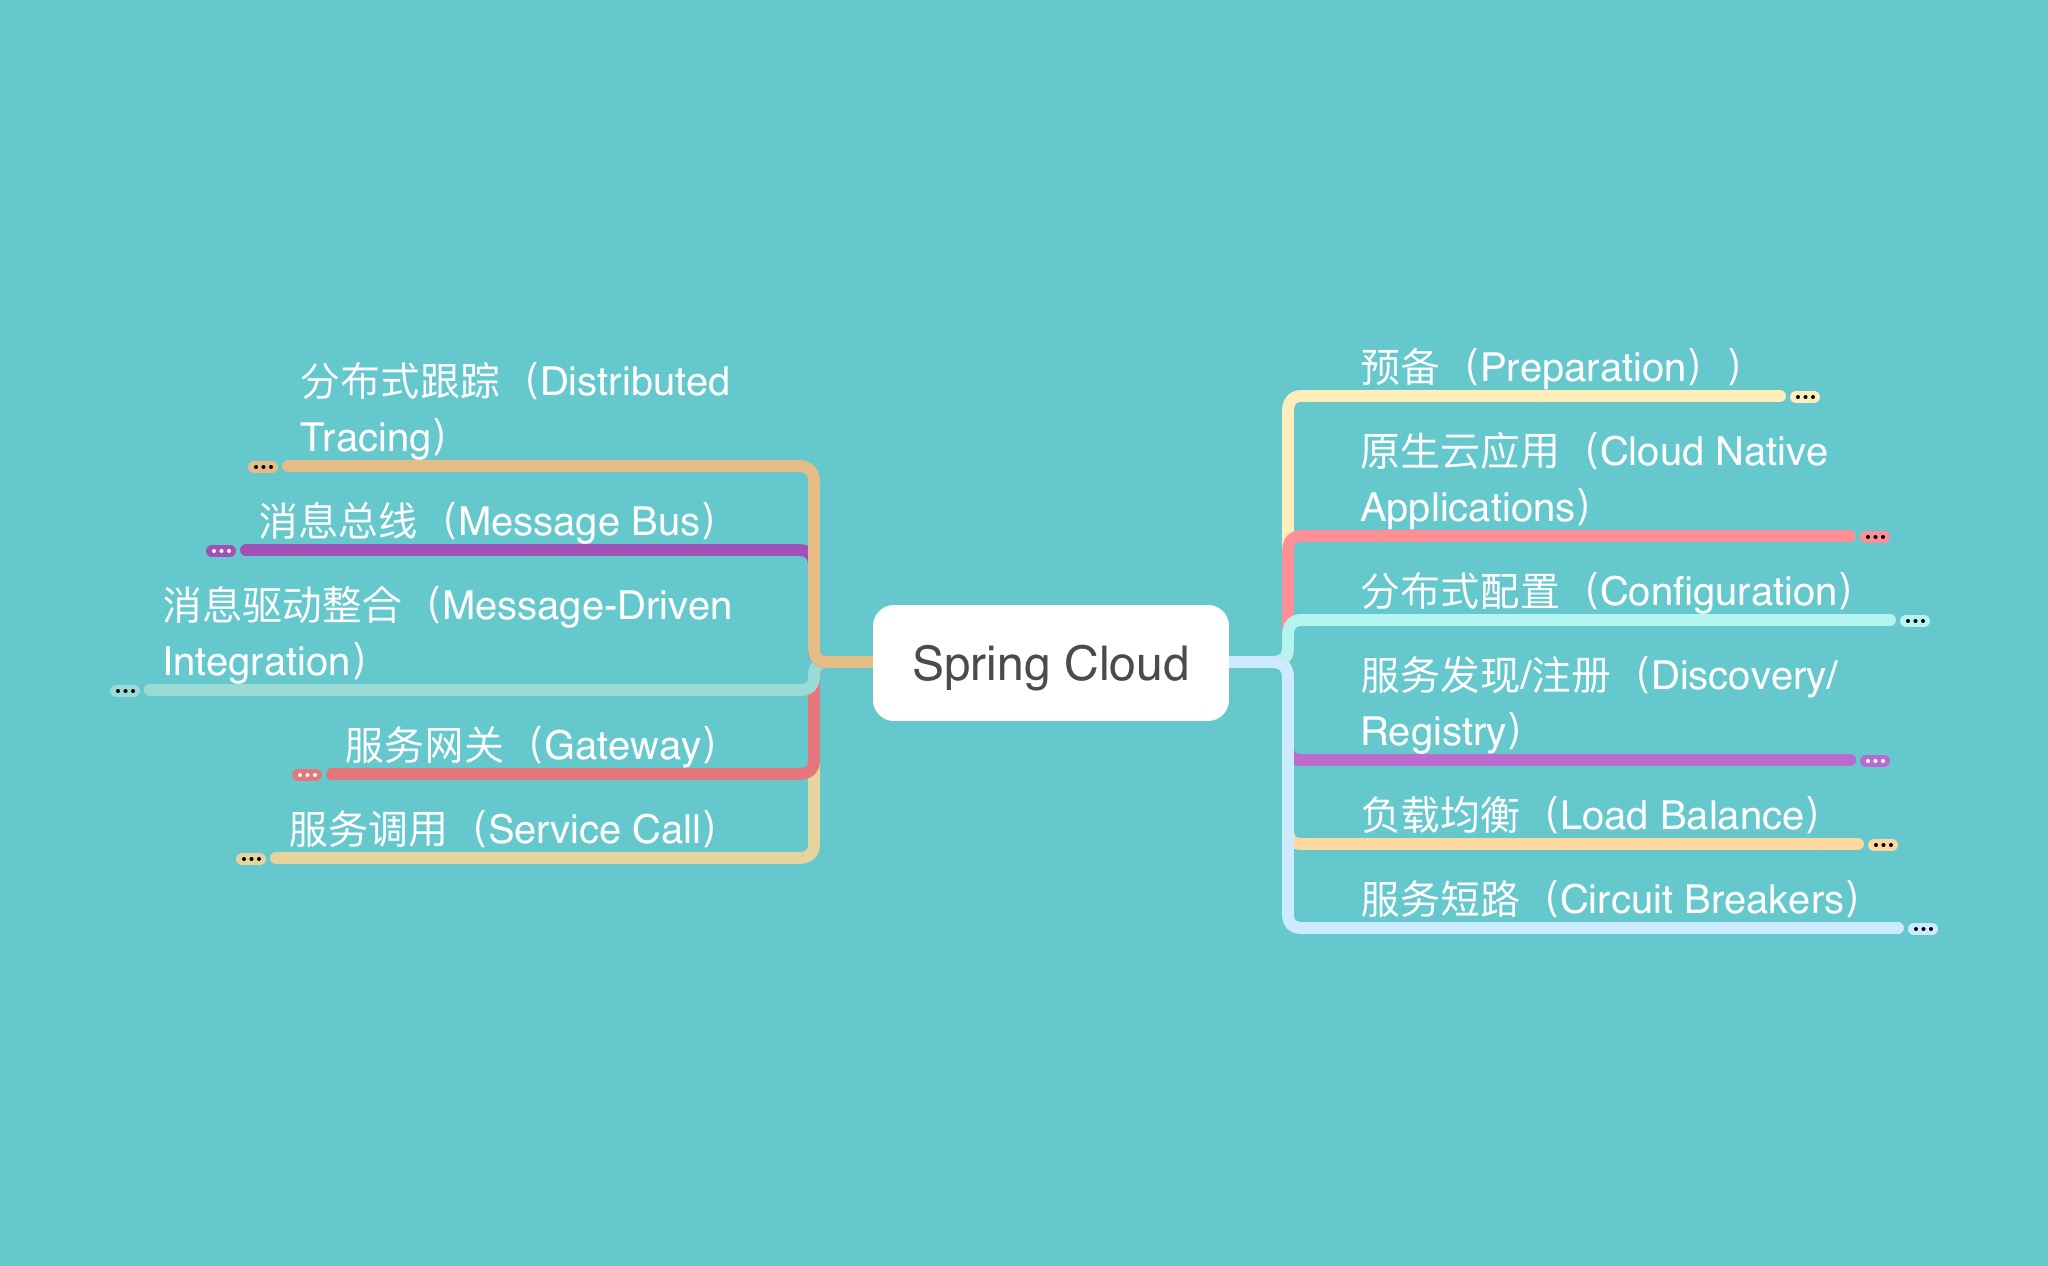 分布式跟踪（Distributed
Tracing）
消息总线（Message Bus）
消息驱动整合（Message-Driven
Integration）
服务网关（Gateway）
服务调用（Service Call）
Spring Cloud
预备（Preparation））
原生云应用（Cloud Native
Applications）
分布式配置（Configuration）
服务发现/注册（Discovery/
Registry）
负载均衡（Load Balance）
服务短路（Circuit Breakers）